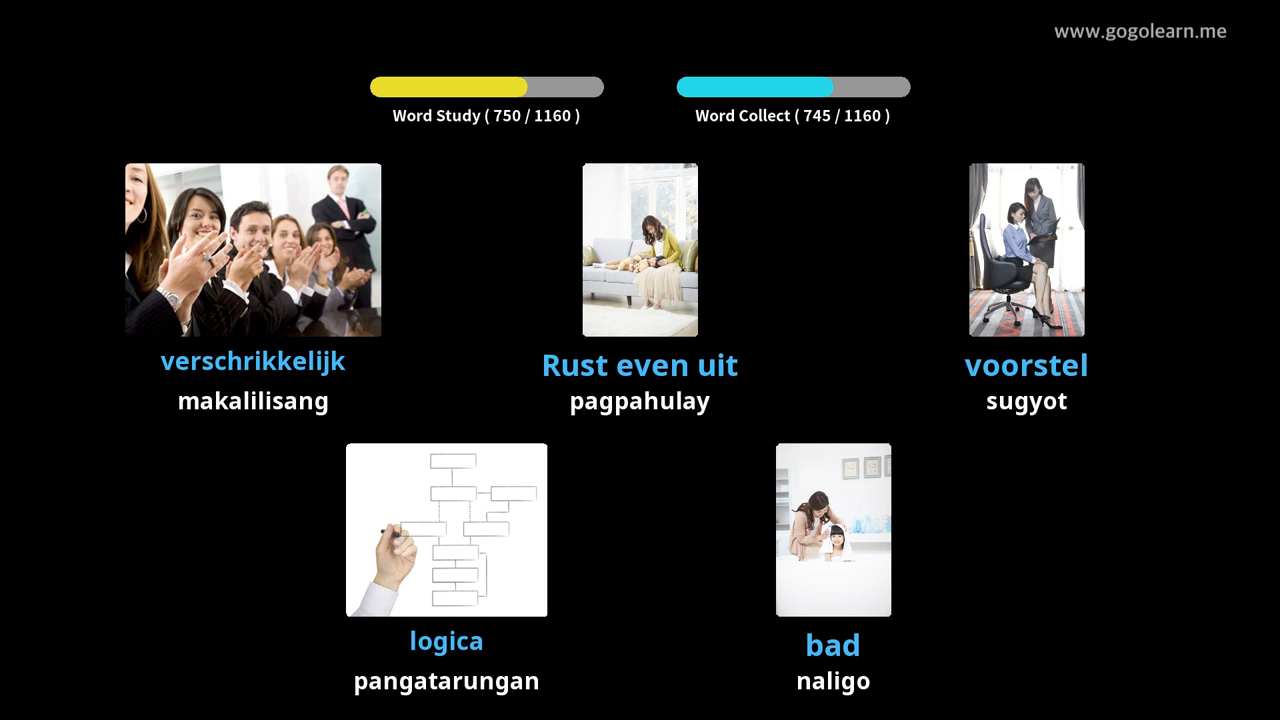 www.gogolearn.me
Word Study ( 750 / 1160 )
Word Collect ( 745 / 1160 )
verschrikkelijk
makalilisang
Rust even uit
pagpahulay
voorstel
sugyot
logica
pangatarungan
bad
naligo